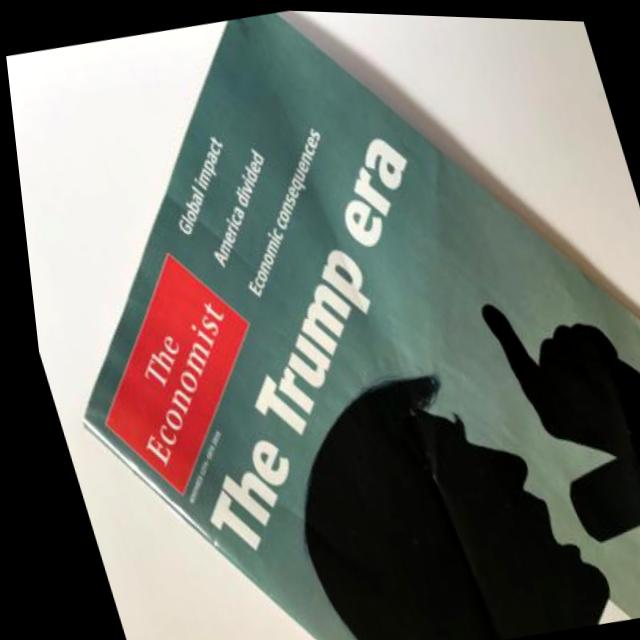 Global impact
America divided
Economic consequences
The
Economist
The Trump era